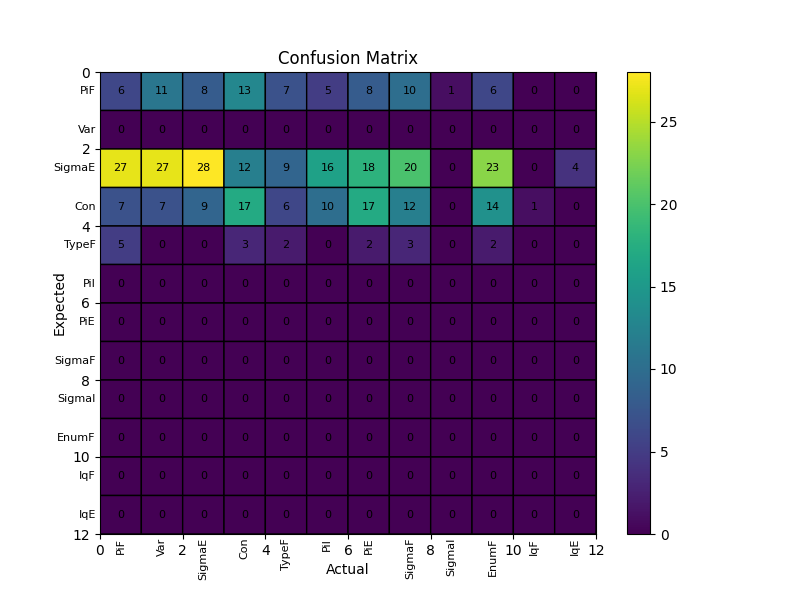 Confusion Matrix
0
PiF 6 11 8 13 7 5 8 10 1 6 0 0
Var 0 0 0 0 0 0 0 0 0 0 0 0
2
SigmaE 27 27 28 12 9 16 18 20 0 23 0 4
Con 7 7 9 17 6 10 17 12 0 14 1 0
4
TypeF 5 0 0 3 2 0 2 3 0 2 0 0
PiI 0 0 0 0 0 0 0 0 0 0 0 0
6
PiE 0 0 0 0 0 0 0 0 0 0 0 0
SigmaF 0 0 0 0 0 0 0 0 0 0 0 0
8
SigmaI 0 0 0 0 0 0 0 0 0 0 0 0
EnumF 0 0 0 0 0 0 0 0 0 0 0 0
10
IqF 0 0 0 0 0 0 0 0 0 0 0 0
IqE 0 0 0 0 0 0 0 0 0 0 0 0
12
Expected
0 2 4 6 8 10 12
PiF Var SigmaE Con TypeF PiI PiE SigmaF SigmaI EnumF IqF IqE
Actual
25
20
15
10
5
0